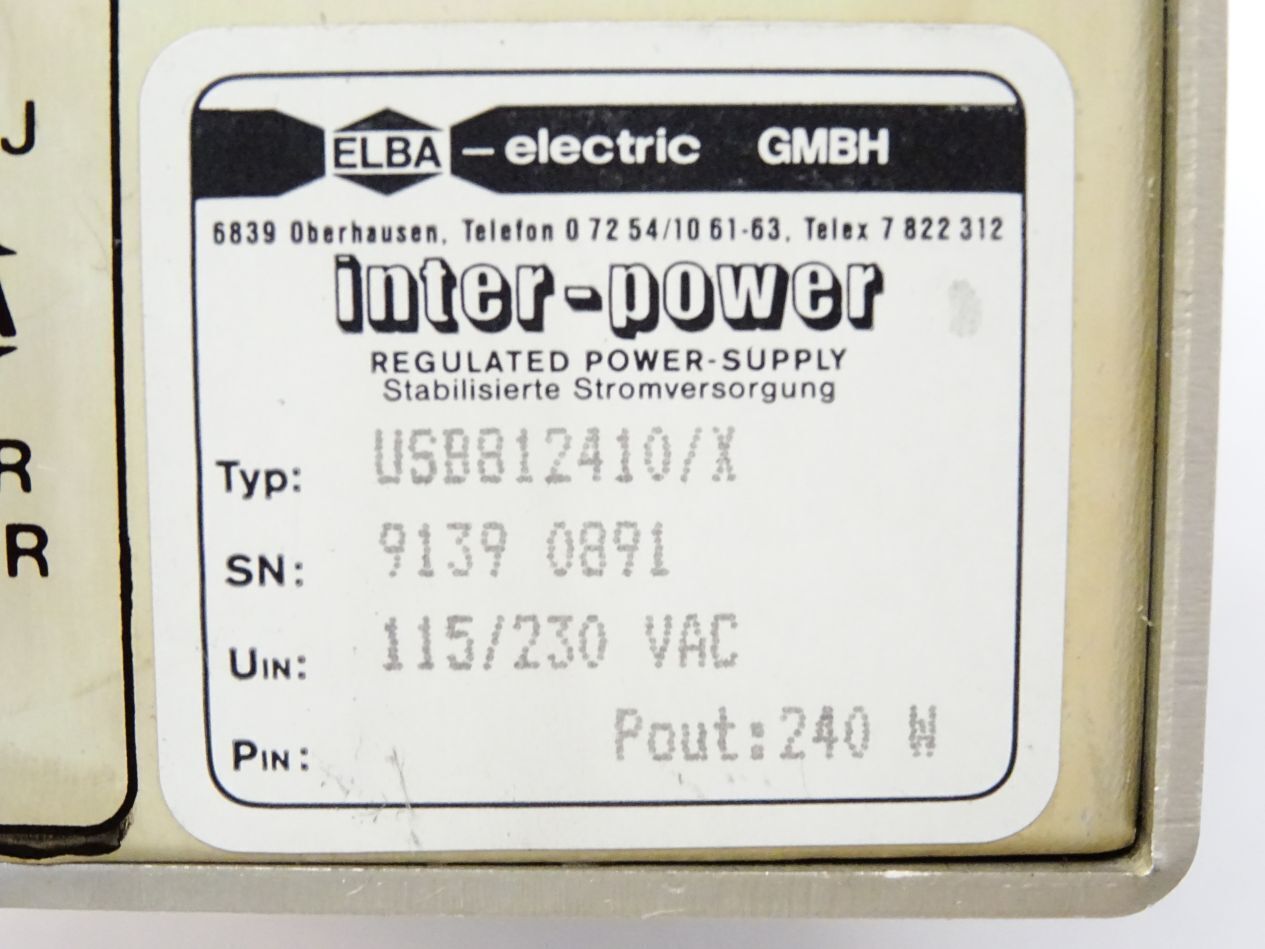 J
R
R
ELBA – electric GMBH
6839 Oberhausen, Telefon 0 72 54/10 61-63, Telex 7 822 312
inter-power
REGULATED POWER-SUPPLY
Stabilisierte Stromversorgung
Typ: USB812410/X
SN: 9139 0891
UIN: 115/230 VAC
PIN: Pout:240 W